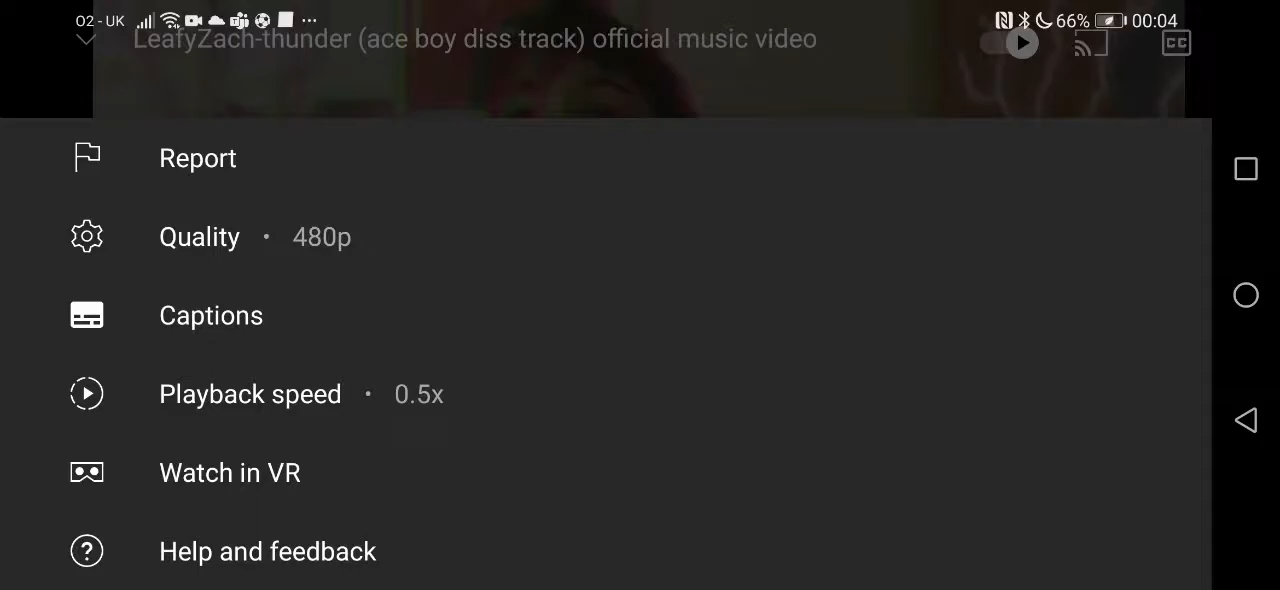 O2 - UK 66% 00:04
LeafyZach-thunder (ace boy diss track) official music video
CC
Report
Quality • 480p
Captions
Playback speed • 0.5x
Watch in VR
Help and feedback